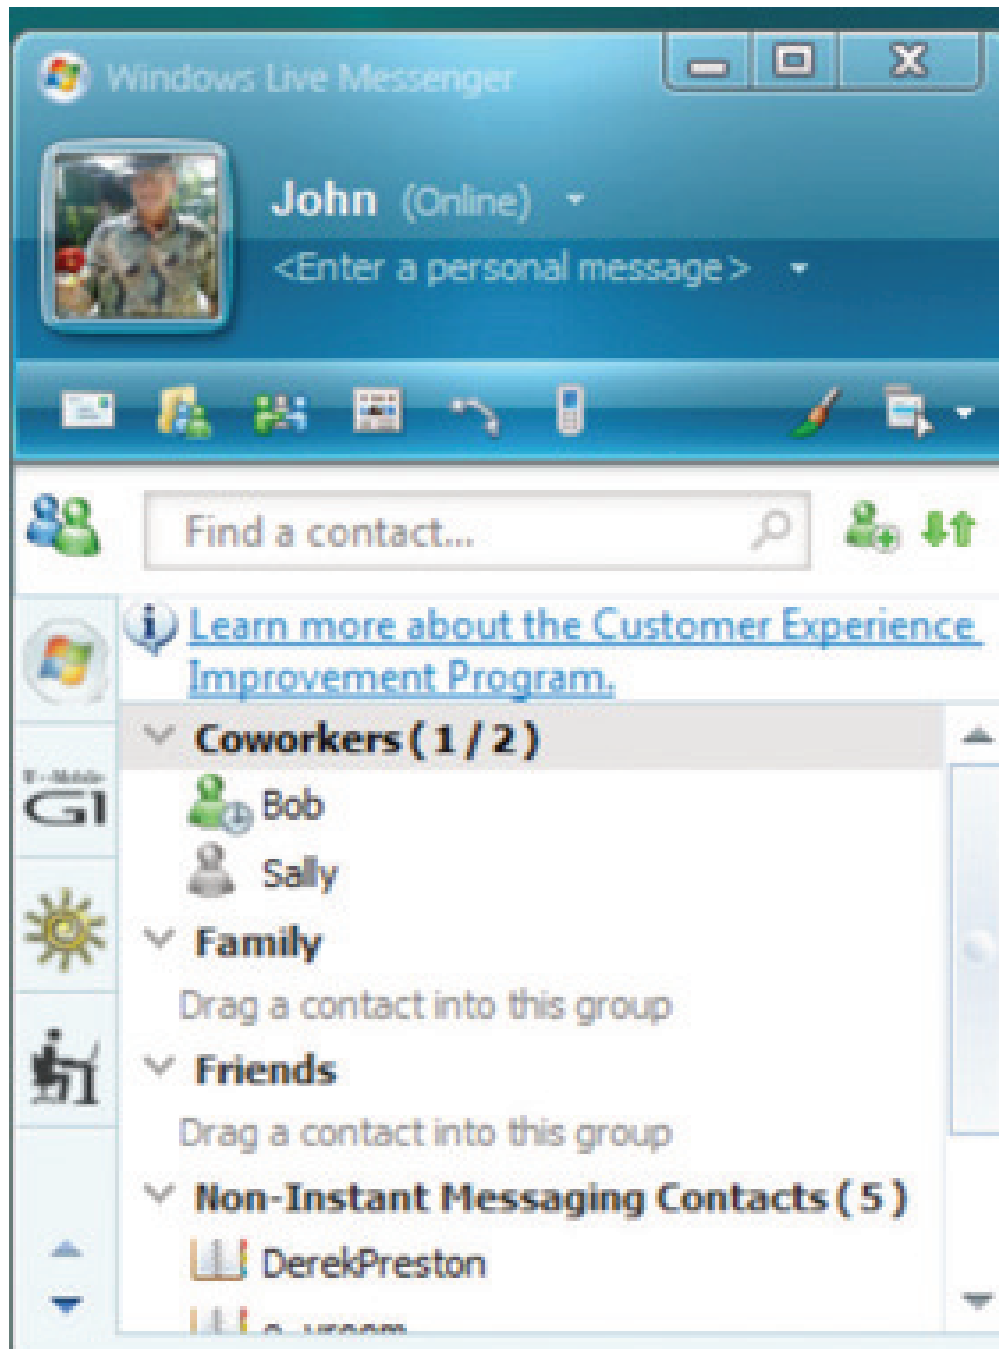 Windows Live Messenger
John (Online)
<Enter a personal message>
Find a contact...
Learn more about the Customer Experience
Improvement Program.
Coworkers (1/2)
T··Mobile·
G1
Bob
Sally
Family
Drag a contact into this group
Friends
Drag a contact into this group
Non-Instant Messaging Contacts (5)
DerekPreston